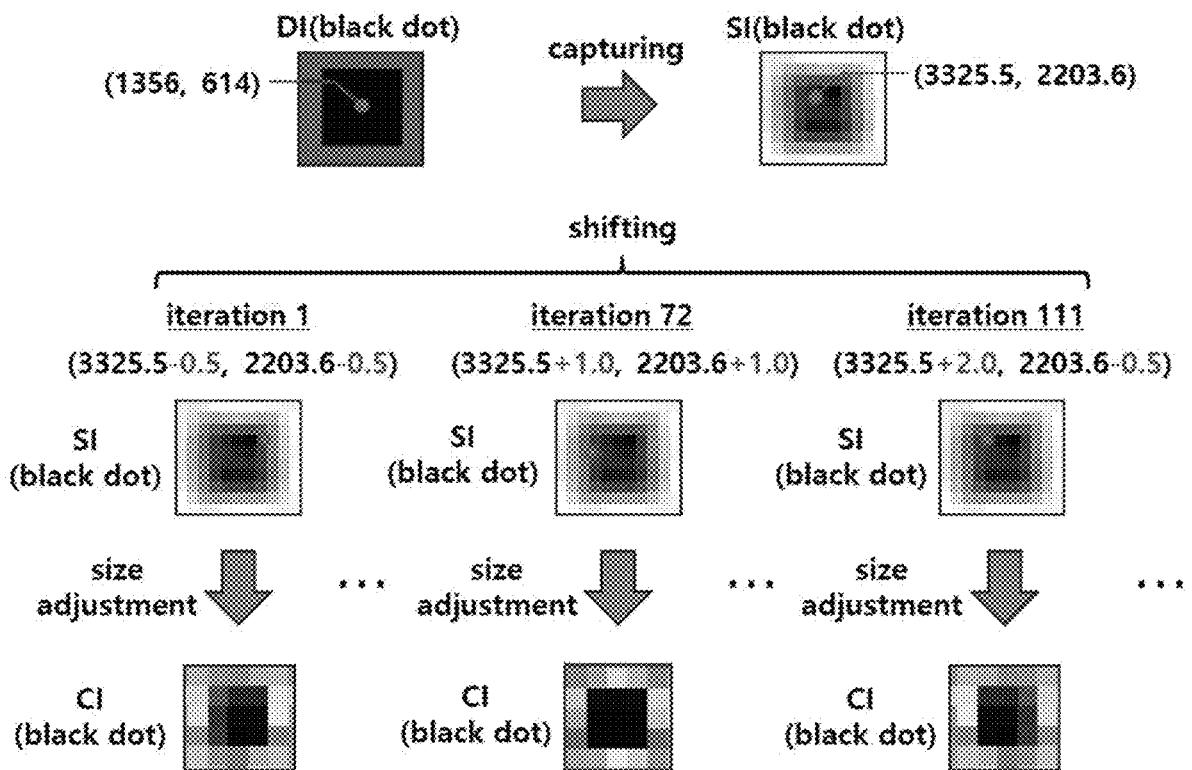 DI(black dot)
(1356, 614)
capturing
SI(black dot)
(3325.5, 2203.6)
shifting
iteration 1
iteration 72
iteration 111
(3325.5-0.5, 2203.6-0.5)
(3325.5+1.0, 2203.6+1.0)
(3325.5+2.0, 2203.6-0.5)
SI
(black dot)
SI
(black dot)
SI
(black dot)
size
adjustment
...
size
adjustment
...
size
adjustment
...
CI
(black dot)
CI
(black dot)
CI
(black dot)